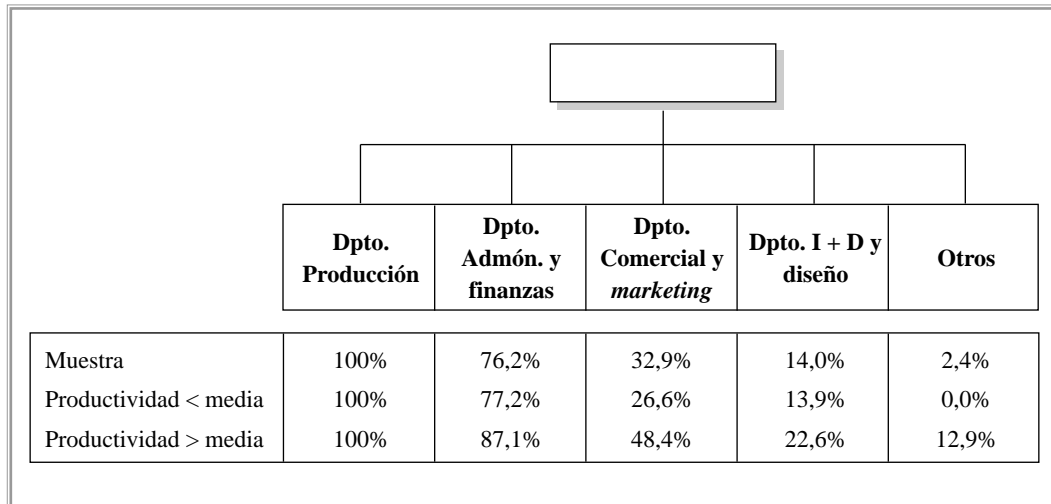 Dpto. Producción
Dpto. Admón. y finanzas
Dpto. Comercial y marketing
Dpto. I + D y diseño
Otros
Muestra 100% 76,2% 32,9% 14,0% 2,4%
Productividad < media 100% 77,2% 26,6% 13,9% 0,0%
Productividad > media 100% 87,1% 48,4% 22,6% 12,9%